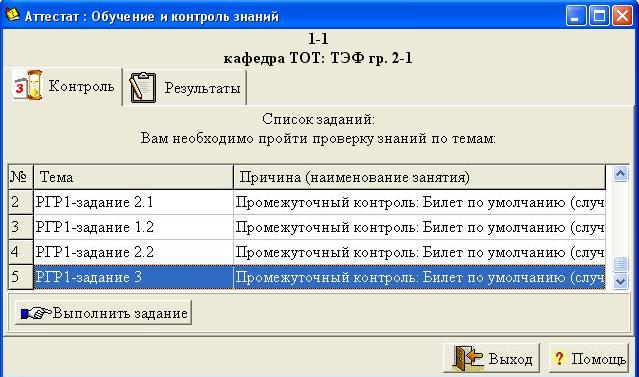 Аттестат : Обучение и контроль знаний
1-1
кафедра ТОТ: ТЭФ гр. 2-1
3 Контроль Результаты
Список заданий:
Вам необходимо пройти проверку знаний по темам:
№ Тема Причина (наименование занятия)
2 РГР1-задание 2.1 Промежуточный контроль: Билет по умолчанию (случ
3 РГР1-задание 1.2 Промежуточный контроль: Билет по умолчанию (случ
4 РГР1-задание 2.2 Промежуточный контроль: Билет по умолчанию (случ
5 РГР1-задание 3 Промежуточный контроль: Билет по умолчанию (случ
Выполнить задание
Выход ? Помощь